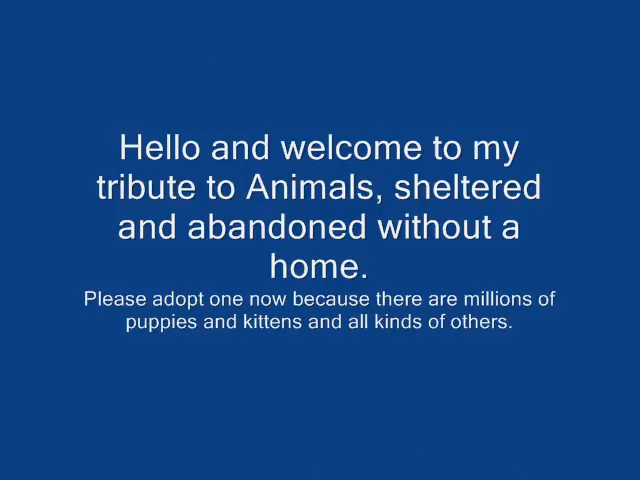 Hello and welcome to my
tribute to Animals, sheltered
and abandoned without a
home.
Please adopt one now because there are millions of
puppies and kittens and all kinds of others.